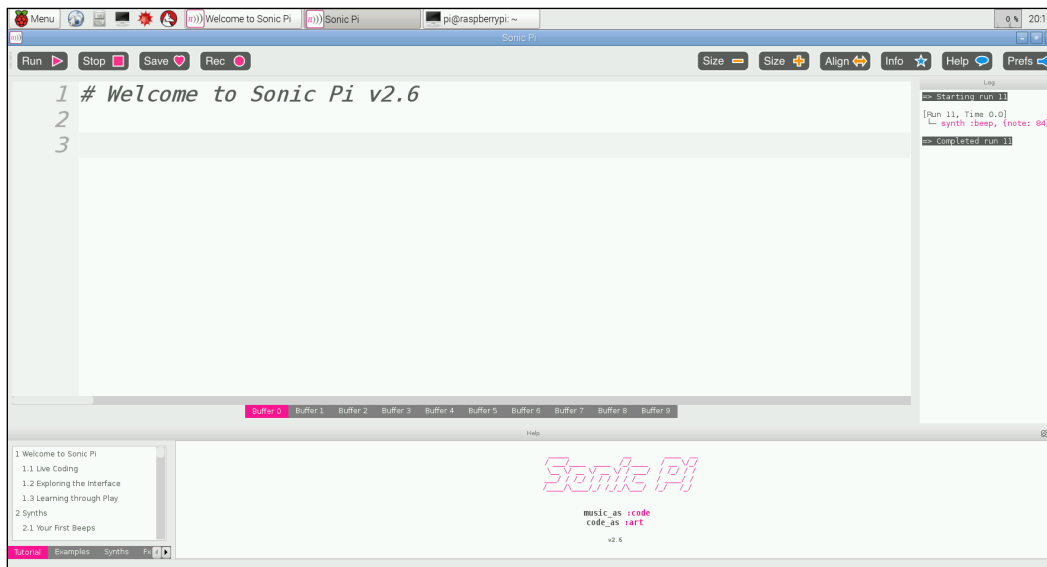 Menu
Welcome to Sonic Pi
Sonic Pi
pi@raspberrypi: ~
0 %
Sonic Pi
Run
Stop
Save
Rec
Size
Size
Align
Info
Help
Prefs
Log
1 # Welcome to Sonic Pi v2.6
2
3
=> Starting run 11
[Run 11, Time 0.0]
synth :beep, {note: 84
=> Completed run 11
Buffer 0 Buffer 1 Buffer 2 Buffer 3 Buffer 4 Buffer 5 Buffer 6 Buffer 7 Buffer 8 Buffer 9
Help
1 Welcome to Sonic Pi
1.1 Live Coding
1.2 Exploring the Interface
1.3 Learning through Play
2 Synths
2.1 Your First Beeps
Sonic Pi
music_as :code
code_as :art
v2.6
Tutorial Examples Synths